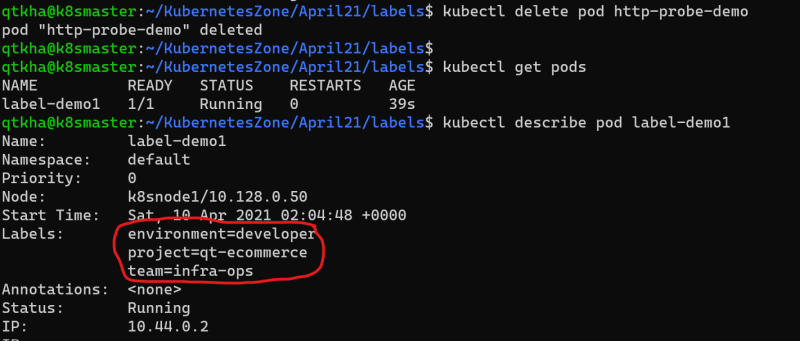 qtkha@k8smaster:~/KubernetesZone/April21/labels$ kubectl delete pod http-probe-demo
pod "http-probe-demo" deleted
qtkha@k8smaster:~/KubernetesZone/April21/labels$
qtkha@k8smaster:~/KubernetesZone/April21/labels$ kubectl get pods
NAME          READY   STATUS    RESTARTS   AGE
label-demo1   1/1     Running   0          39s
qtkha@k8smaster:~/KubernetesZone/April21/labels$ kubectl describe pod label-demo1
Name:         label-demo1
Namespace:    default
Priority:     0
Node:         k8snode1/10.128.0.50
Start Time:   Sat, 10 Apr 2021 02:04:48 +0000
Labels:       environment=developer
              project=qt-ecommerce
              team=infra-ops
Annotations:  <none>
Status:       Running
IP:           10.44.0.2